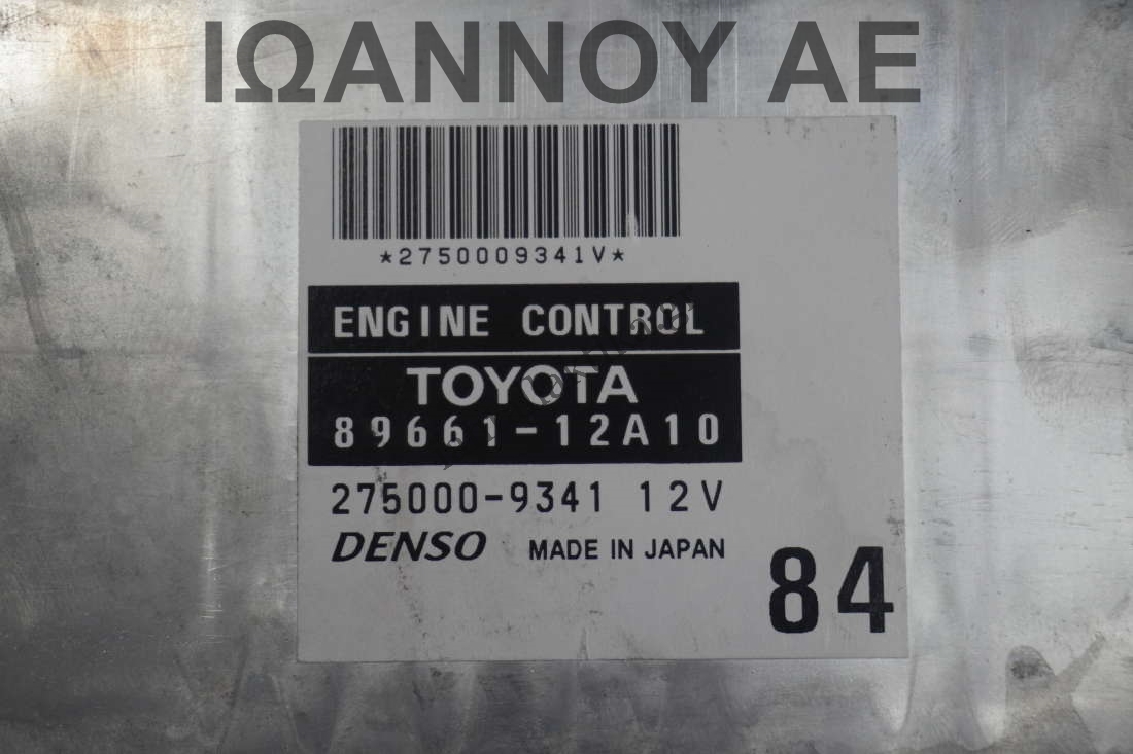 ΙΩΑΝΝΟΥ ΑΕ
*2750009341V*
ENGINE CONTROL
TOYOTA
89661-12A10
275000-9341 12V
DENSO MADE IN JAPAN
84